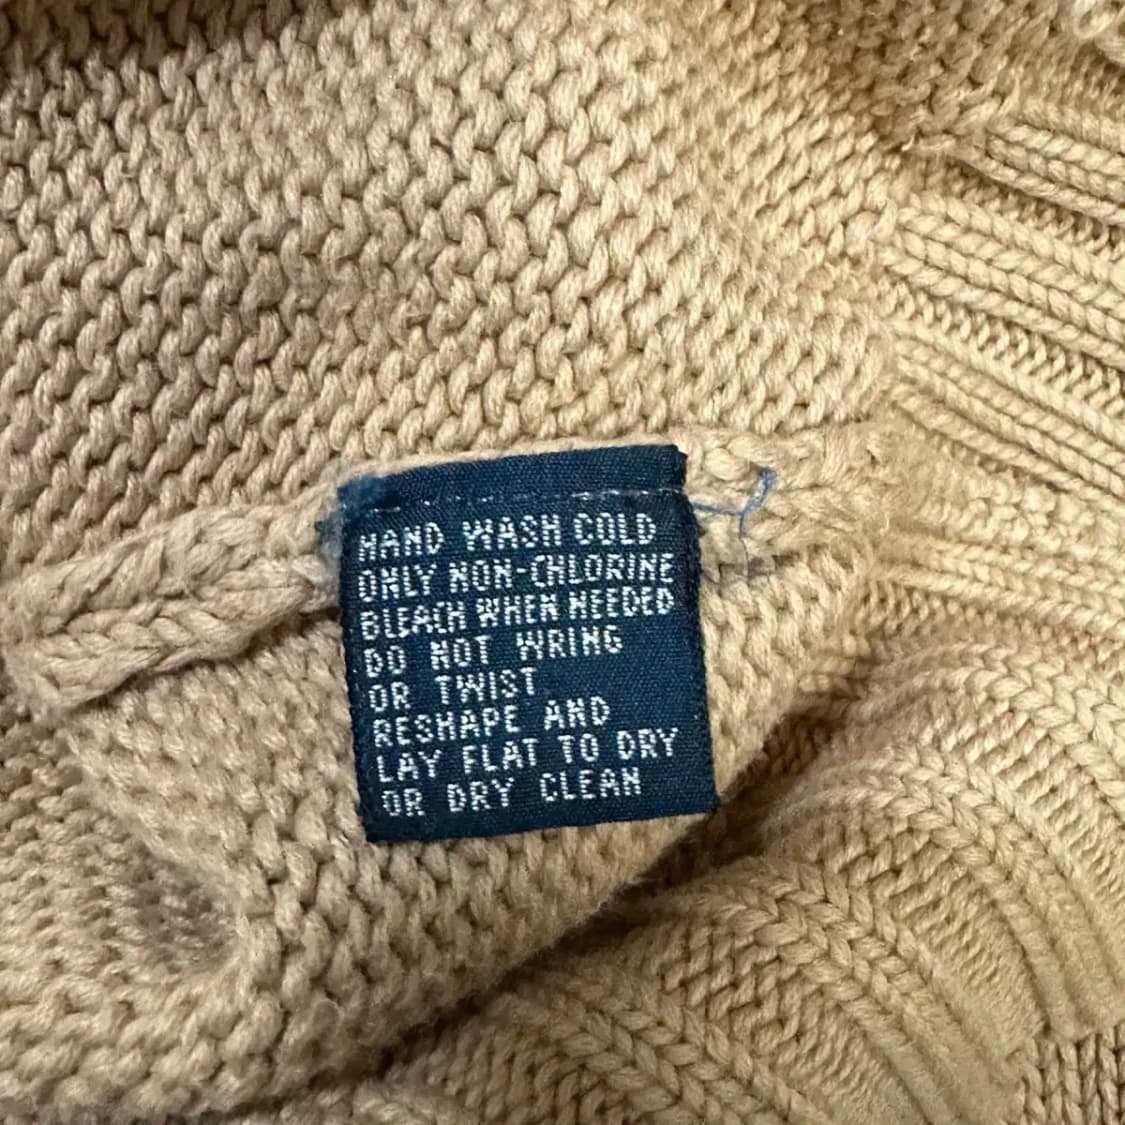 HAND WASH COLD
ONLY NON-CHLORINE
BLEACH WHEN NEEDED
DO NOT WRING
OR TWIST
RESHAPE AND
LAY FLAT TO DRY
OR DRY CLEAN